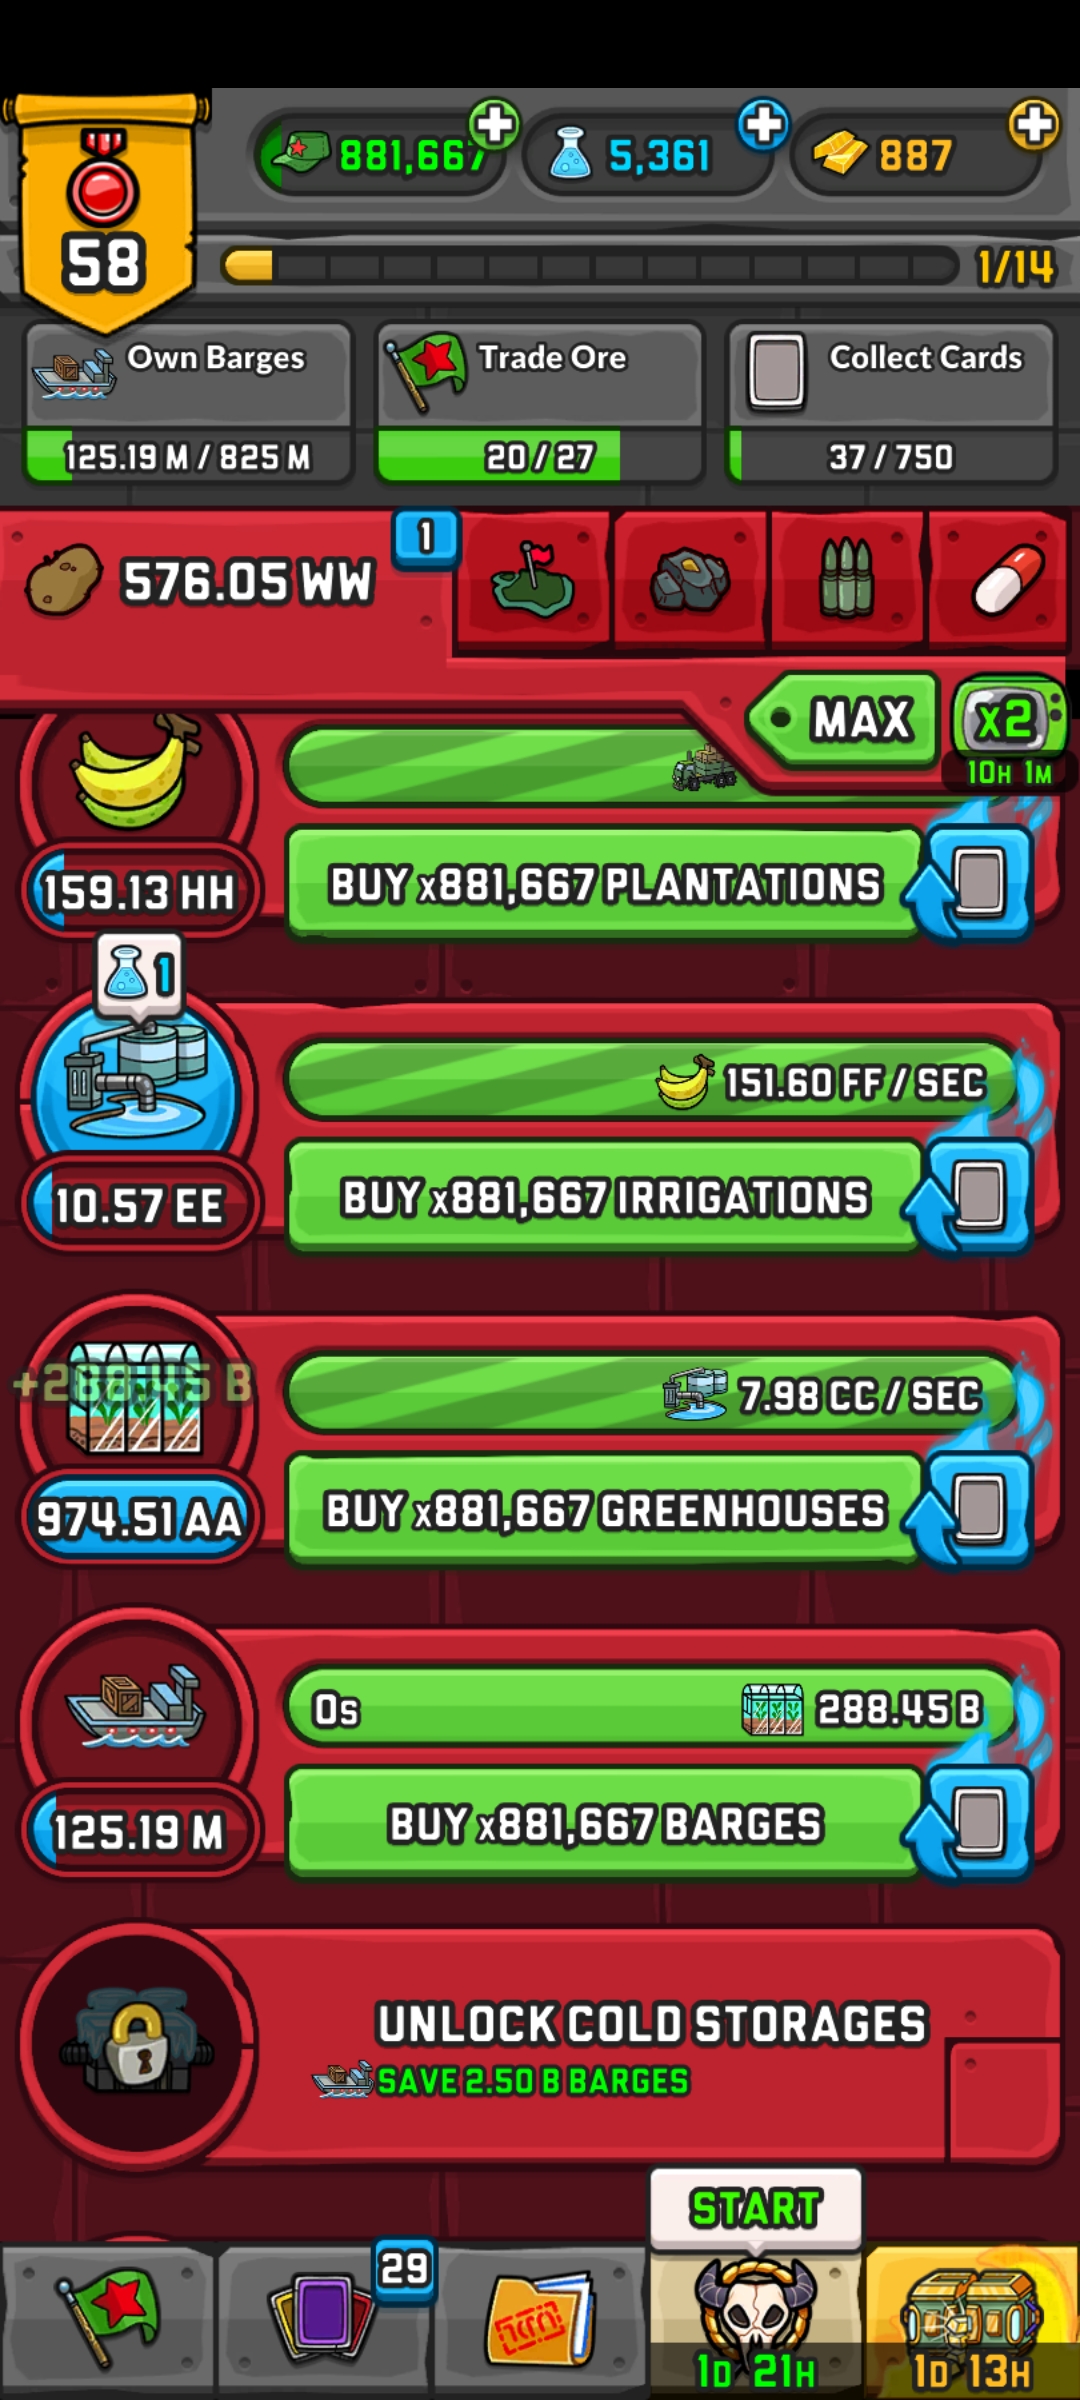 58
881,667
5,361
887
1/14
Own Barges
125.19 M / 825 M
Trade Ore
20 / 27
Collect Cards
37 / 750
576.05 WW
1
MAX
x2
10H 1M
159.13 HH
BUY x881,667 PLANTATIONS
1
151.60 FF / SEC
10.57 EE
BUY x881,667 IRRIGATIONS
+288.45 B
7.98 CC / SEC
974.51 AA
BUY x881,667 GREENHOUSES
0s
288.45 B
125.19 M
BUY x881,667 BARGES
UNLOCK COLD STORAGES
SAVE 2.50 B BARGES
START
29
1D 21H
1D 13H